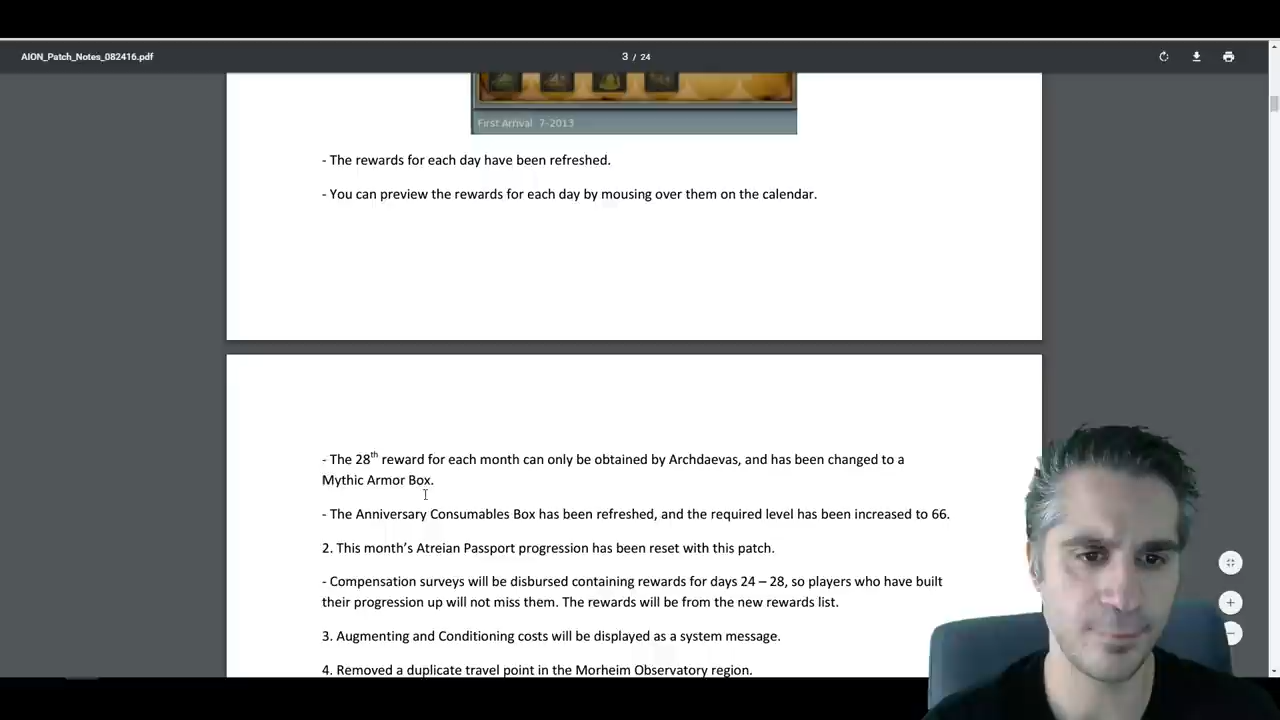 AION_Patch_Notes_082416.pdf
3 / 24
First Arrival 7-2013
- The rewards for each day have been refreshed.
- You can preview the rewards for each day by mousing over them on the calendar.
- The 28th reward for each month can only be obtained by Archdaevas, and has been changed to a
Mythic Armor Box.
- The Anniversary Consumables Box has been refreshed, and the required level has been increased to 66.
2. This month's Atreian Passport progression has been reset with this patch.
- Compensation surveys will be disbursed containing rewards for days 24 – 28, so players who have built
their progression up will not miss them. The rewards will be from the new rewards list.
3. Augmenting and Conditioning costs will be displayed as a system message.
4. Removed a duplicate travel point in the Morheim Observatory region.